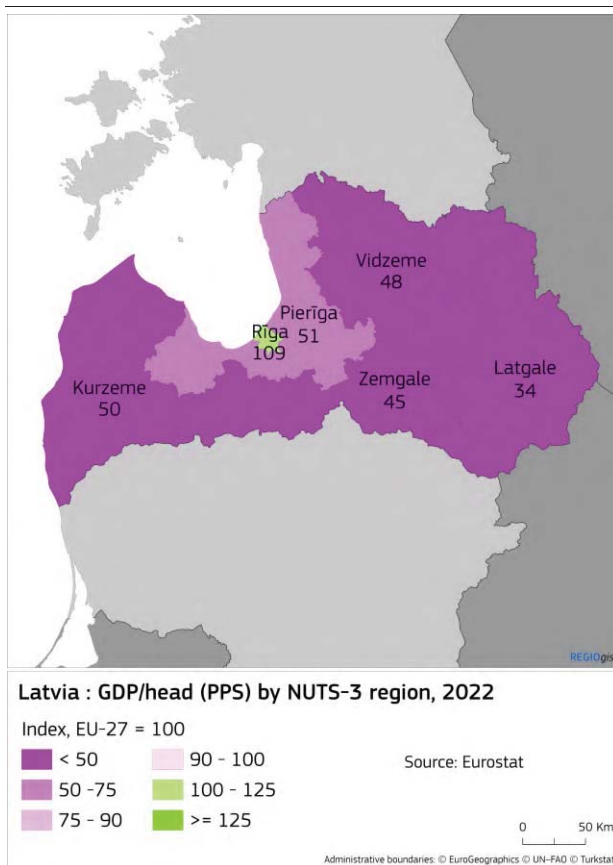 Vidzeme
48
Pierīga
51
Rīga
109
Kurzeme
50
Zemgale
45
Latgale
34
REGIOgis
Latvia : GDP/head (PPS) by NUTS-3 region, 2022
Index, EU-27 = 100
< 50
90 - 100
50 -75
100 - 125
75 - 90
>= 125
Source: Eurostat
0 50 Km
Administrative boundaries: © EuroGeographics © UN-FAO © Turkstat